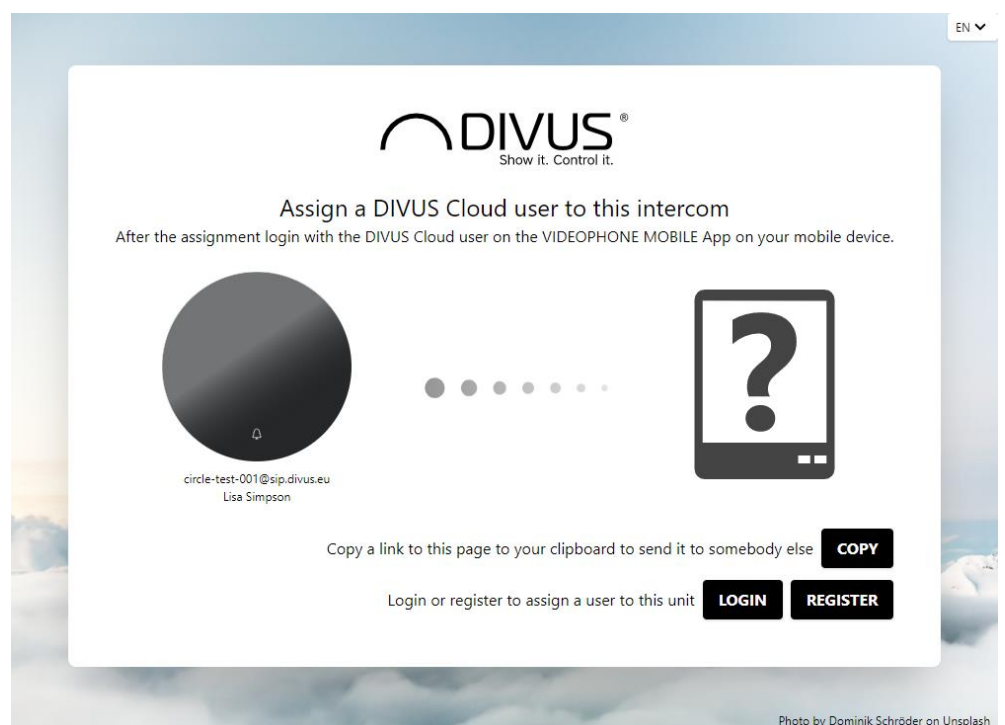 EN
DIVUS®
Show it. Control it.
Assign a DIVUS Cloud user to this intercom
After the assignment login with the DIVUS Cloud user on the VIDEOPHONE MOBILE App on your mobile device.
?
circle-test-001@sip.divus.eu
Lisa Simpson
Copy a link to this page to your clipboard to send it to somebody else COPY
Login or register to assign a user to this unit LOGIN REGISTER
Photo by Dominik Schröder on Unsplash